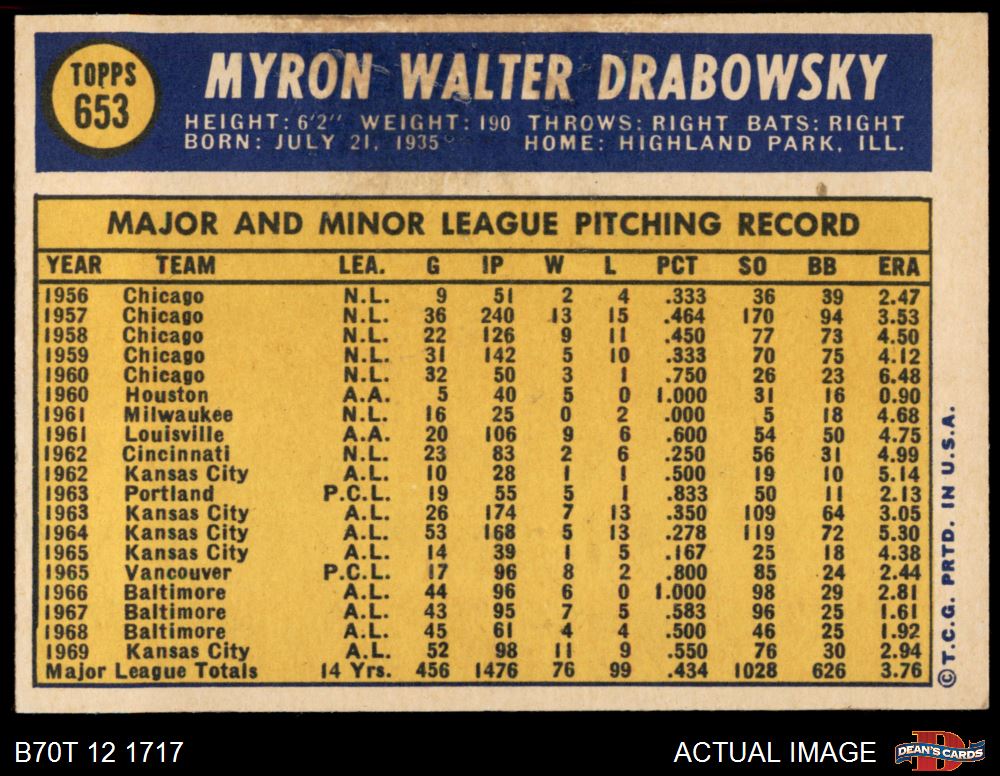 TOPPS
653
MYRON WALTER DRABOWSKY
HEIGHT: 6'2" WEIGHT: 190 THROWS: RIGHT BATS: RIGHT
BORN: JULY 21, 1935 HOME: HIGHLAND PARK, ILL.
MAJOR AND MINOR LEAGUE PITCHING RECORD
YEAR TEAM LEA. G IP W L PCT SO BB ERA
1956 Chicago N.L. 9 51 2 4 .333 36 39 2.47
1957 Chicago N.L. 36 240 13 15 .464 170 94 3.53
1958 Chicago N.L. 22 126 9 11 .450 77 73 4.50
1959 Chicago N.L. 31 142 5 10 .333 70 75 4.12
1960 Chicago N.L. 32 50 3 1 .750 26 23 6.48
1960 Houston A.A. 5 40 5 0 1.000 31 16 0.90
1961 Milwaukee N.L. 16 25 0 2 .000 5 18 4.68
1961 Louisville A.A. 20 106 9 6 .600 54 50 4.75
1962 Cincinnati N.L. 23 83 2 6 .250 56 31 4.99
1962 Kansas City A.L. 10 28 1 1 .500 19 10 5.14
1963 Portland P.C.L. 19 55 5 1 .833 50 11 2.13
1963 Kansas City A.L. 26 174 7 13 .350 109 64 3.05
1964 Kansas City A.L. 53 168 5 13 .278 119 72 5.30
1965 Kansas City A.L. 14 39 1 5 .167 25 18 4.38
1965 Vancouver P.C.L. 17 96 8 2 .800 85 24 2.44
1966 Baltimore A.L. 44 96 6 0 1.000 98 29 2.81
1967 Baltimore A.L. 43 95 7 5 .583 96 25 1.61
1968 Baltimore A.L. 45 61 4 4 .500 46 25 1.92
1969 Kansas City A.L. 52 98 11 9 .550 76 30 2.94
Major League Totals 14 Yrs. 456 1476 76 99 .434 1028 626 3.76
©T.C.G. PRTD. IN U.S.A.
B70T 12 1717
ACTUAL IMAGE
DEAN'S CARDS